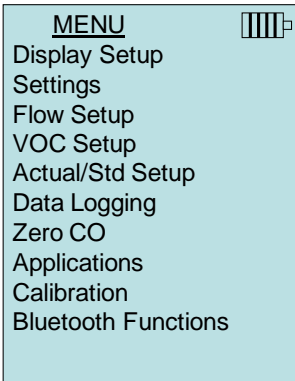 MENU
Display Setup
Settings
Flow Setup
VOC Setup
Actual/Std Setup
Data Logging
Zero CO
Applications
Calibration
Bluetooth Functions